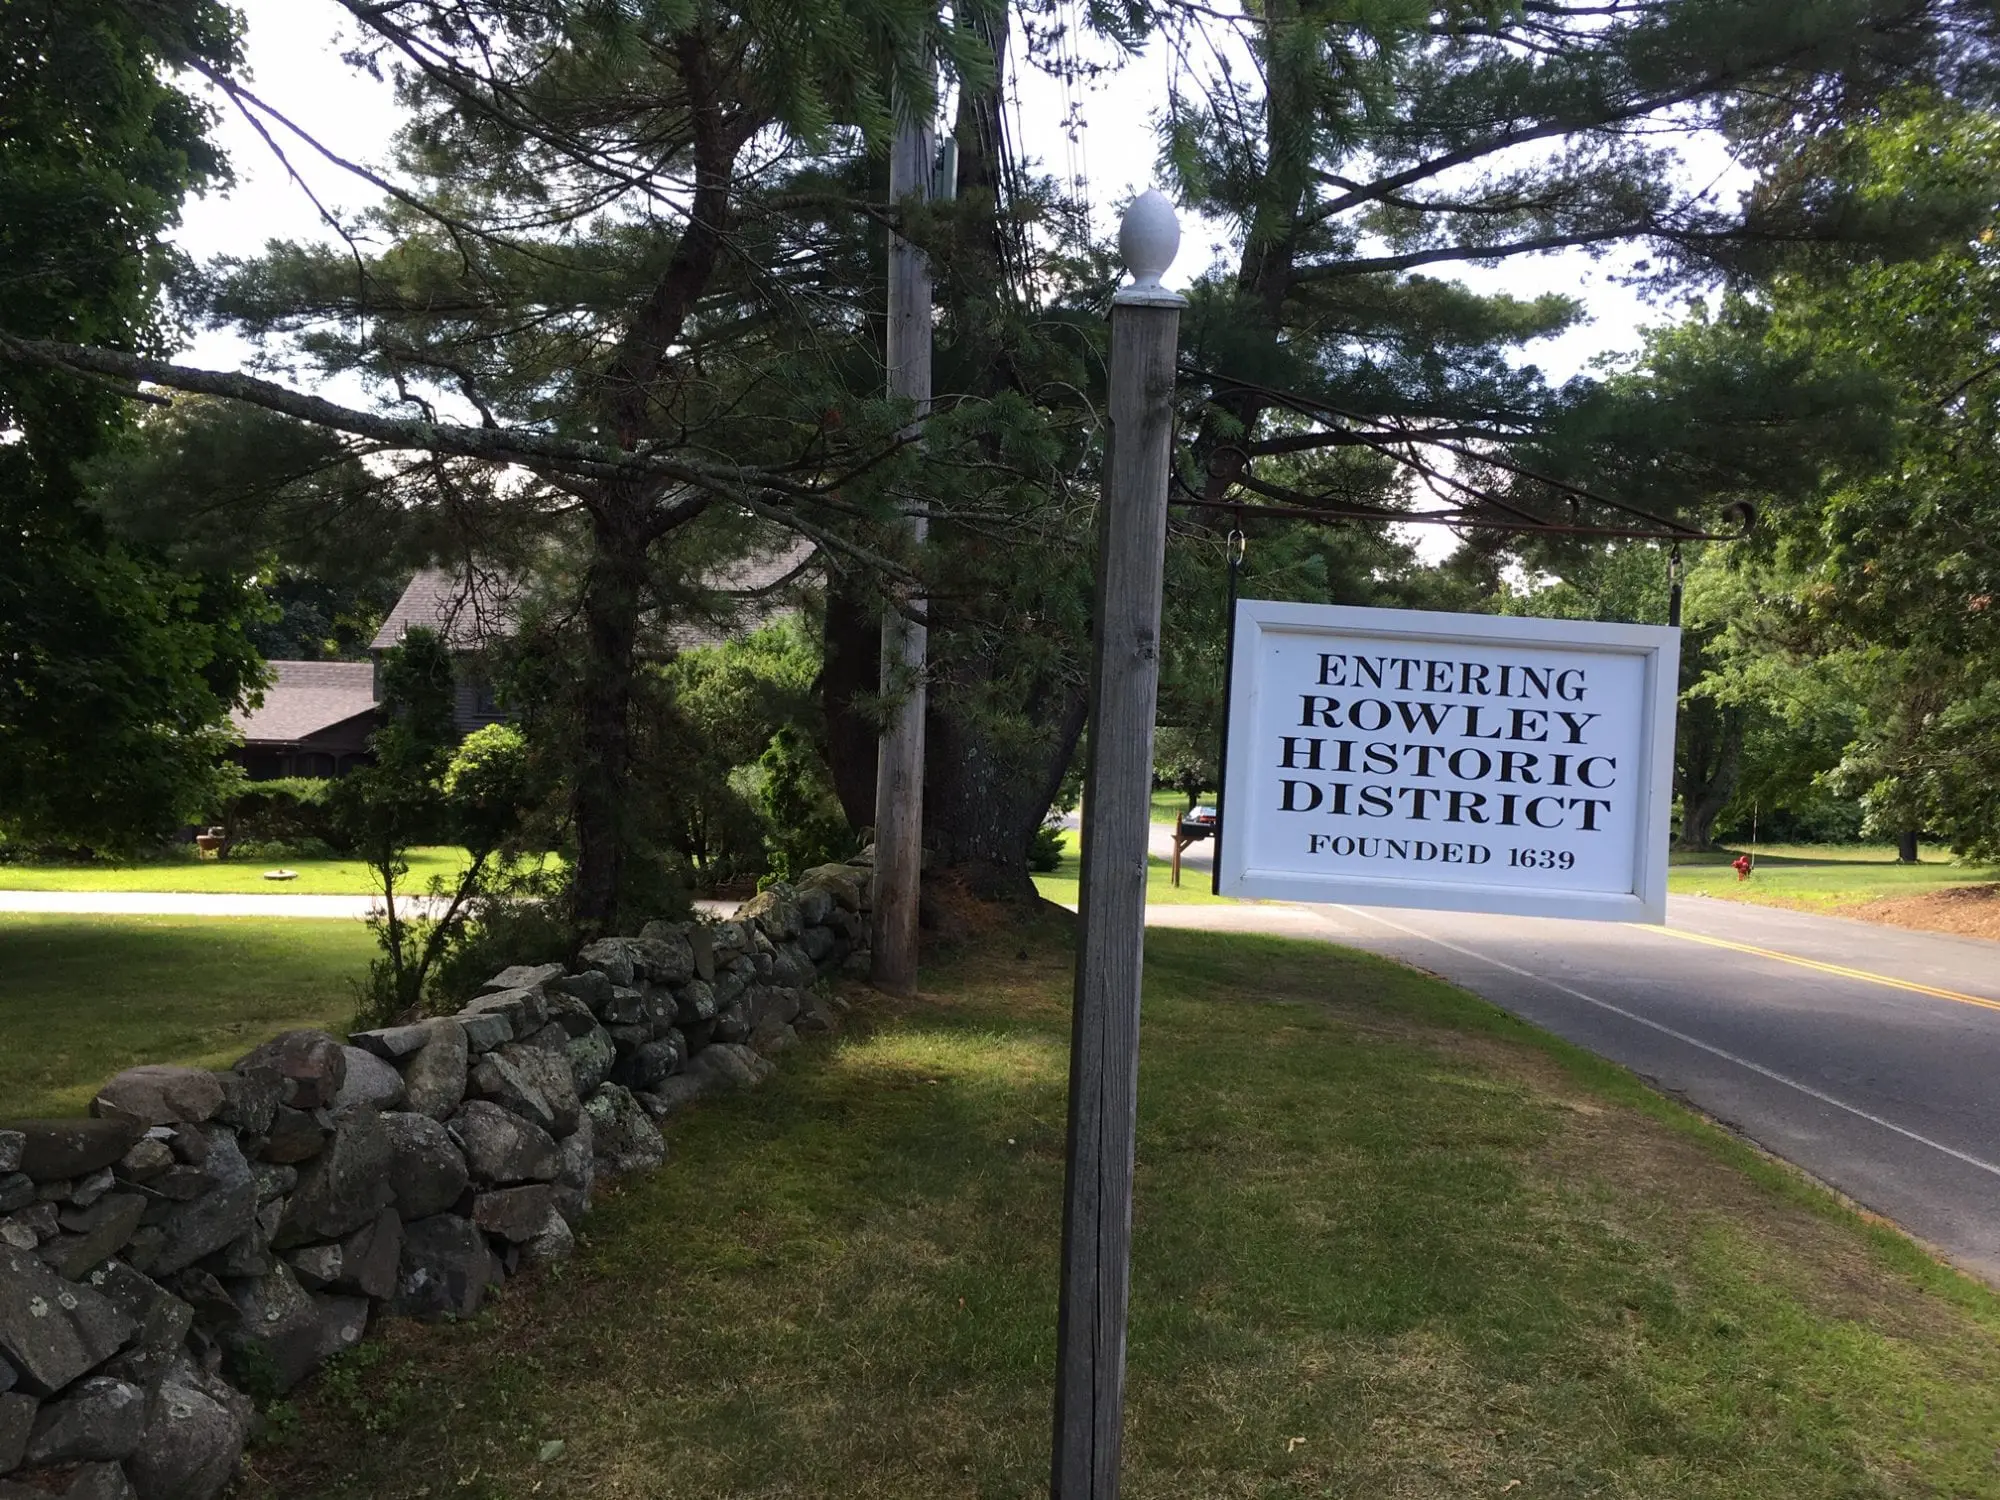 ENTERING
ROWLEY
HISTORIC
DISTRICT
FOUNDED 1639